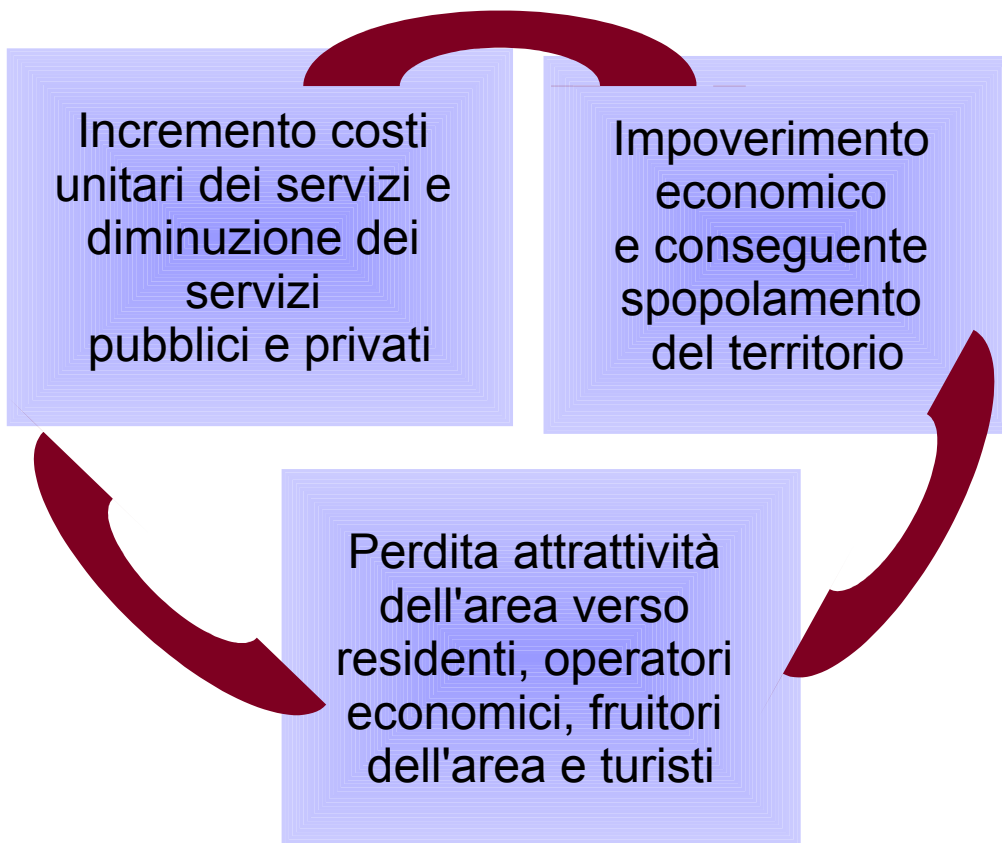 Incremento costi
unitari dei servizi e
diminuzione dei
servizi
pubblici e privati
Impoverimento
economico
e conseguente
spopolamento
del territorio
Perdita attrattività
dell'area verso
residenti, operatori
economici, fruitori
dell'area e turisti